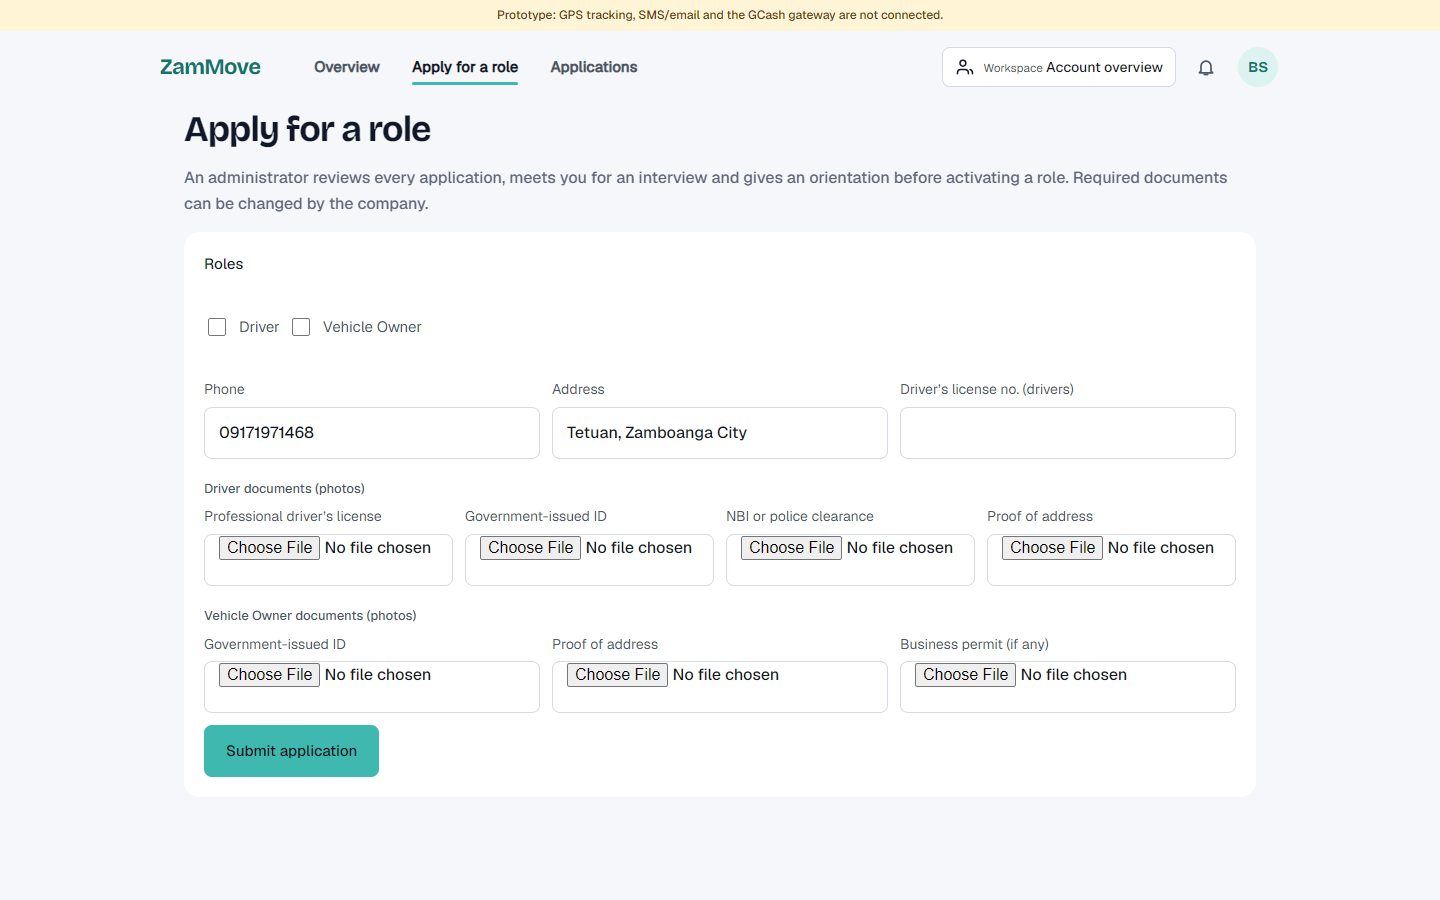 Prototype: GPS tracking, SMS/email and the GCash gateway are not connected.
ZamMove Overview Apply for a role Applications Workspace Account overview BS
Apply for a role
An administrator reviews every application, meets you for an interview and gives an orientation before activating a role. Required documents
can be changed by the company.
Roles
Driver Vehicle Owner
Phone Address Driver's license no. (drivers)
09171971468 Tetuan, Zamboanga City
Driver documents (photos)
Professional driver's license Government-issued ID NBI or police clearance Proof of address
Choose File No file chosen Choose File No file chosen Choose File No file chosen Choose File No file chosen
Vehicle Owner documents (photos)
Government-issued ID Proof of address Business permit (if any)
Choose File No file chosen Choose File No file chosen Choose File No file chosen
Submit application